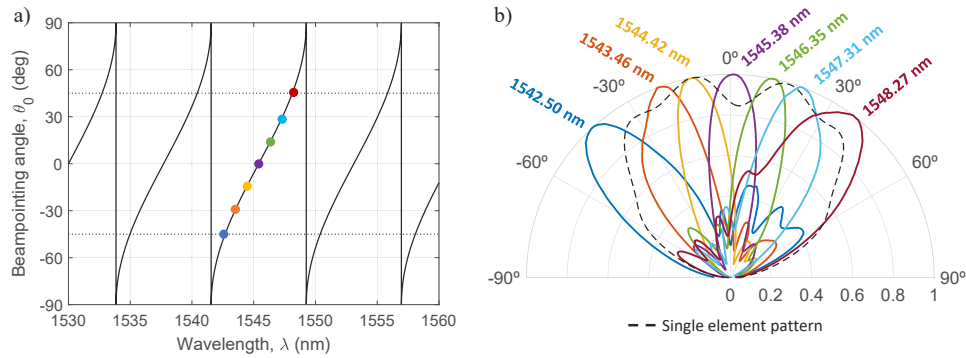 a)
90
60
30
0
-30
-60
-90
Beampointing angle, θ0 (deg)
1530
1535
1540
1545
1550
1555
1560
Wavelength, λ (nm)
b)
1542.50 nm
1543.46 nm
1544.42 nm
1545.38 nm
1546.35 nm
1547.31 nm
1548.27 nm
-90º
-60º
-30º
0º
30º
60º
90º
0
0.2
0.4
0.6
0.8
1
Single element pattern